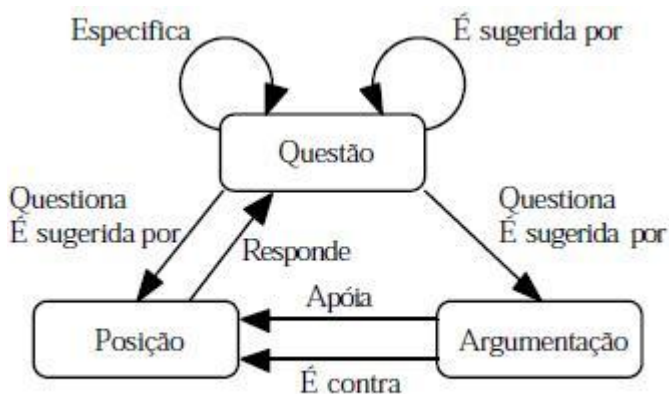 Especifica
É sugerida por
Questão
Questiona
É sugerida por
Questiona
É sugerida por
Responde
Apóia
Posição
Argumentação
É contra